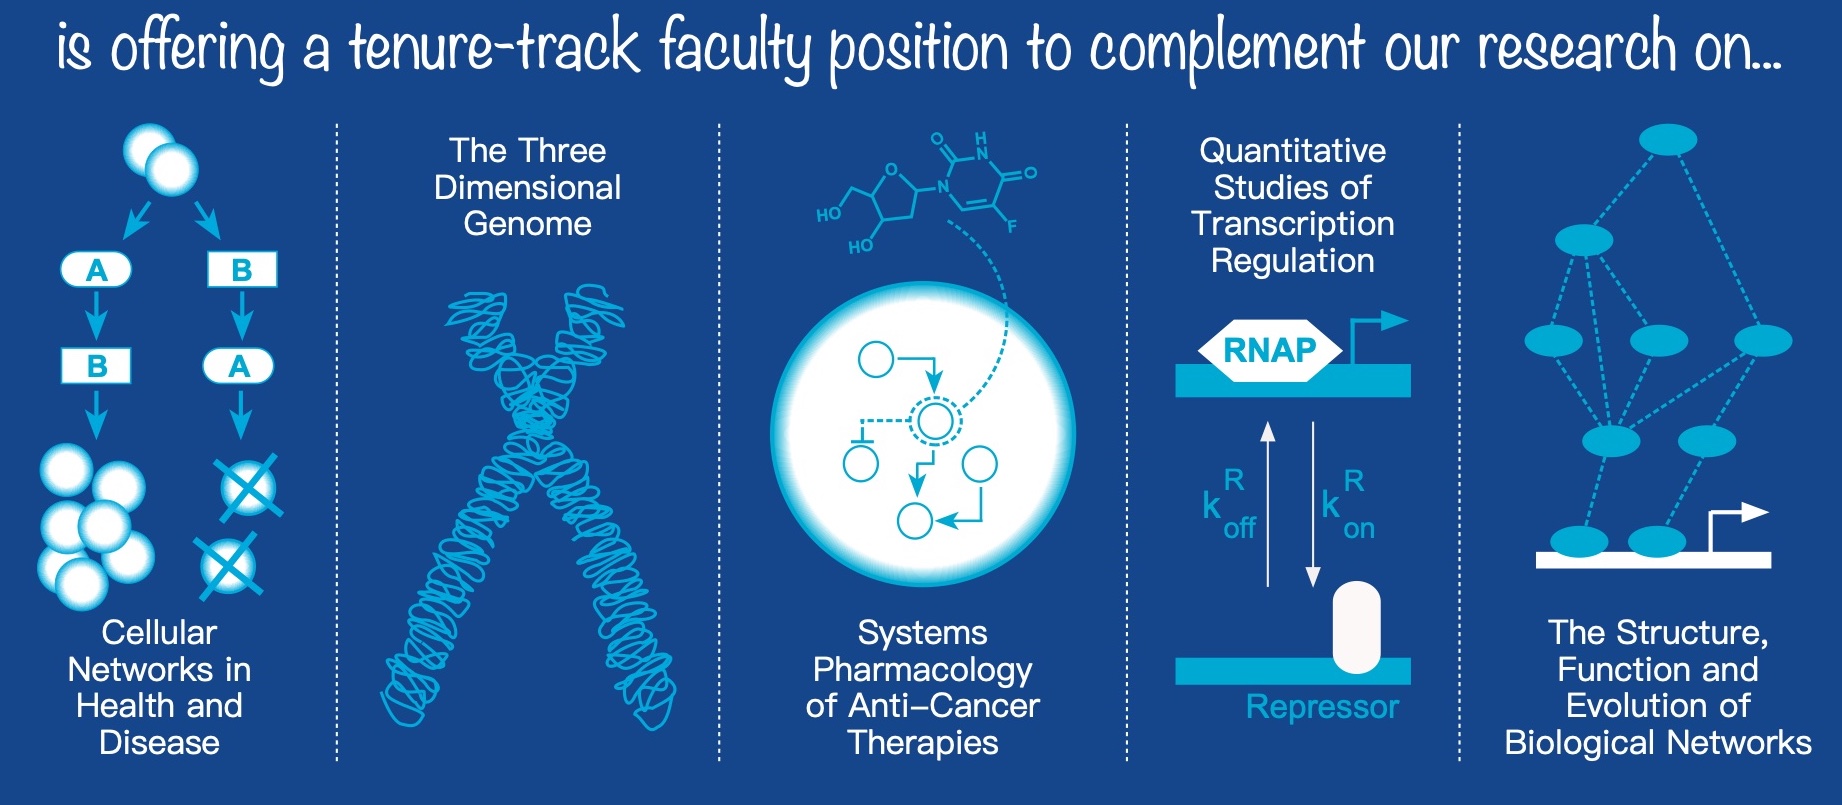 is offering a tenure-track faculty position to complement our research on...
A
B
B
A
Cellular
Networks in
Health and
Disease
The Three
Dimensional
Genome
O
H
N
O
N
O
HO
HO
F
Systems
Pharmacology
of Anti–Cancer
Therapies
Quantitative
Studies of
Transcription
Regulation
RNAP
k R off
k R on
Repressor
The Structure,
Function and
Evolution of
Biological Networks